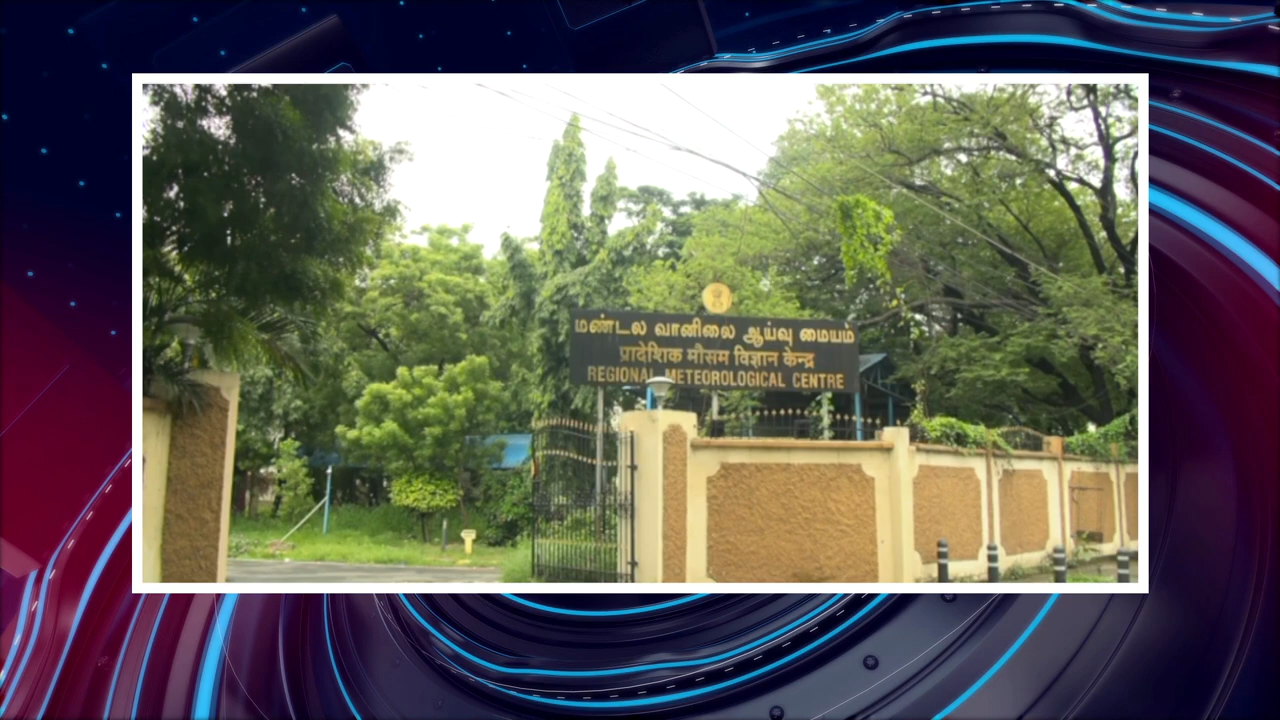 மண்டல வானிலை ஆய்வு மையம்
प्रादेशिक मौसम विज्ञान केन्द्र
REGIONAL METEOROLOGICAL CENTRE